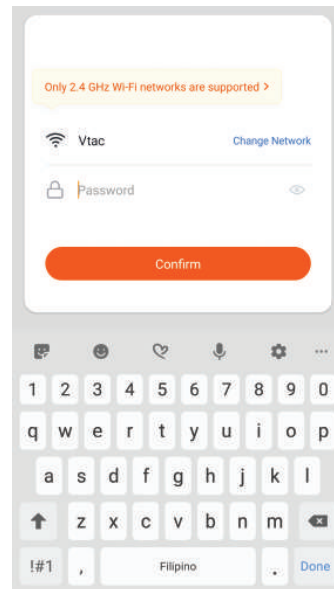 Only 2.4 GHz Wi-Fi networks are supported >
Vtac Change Network
Password
Confirm
1 2 3 4 5 6 7 8 9 0
q w e r t y u i o p
a s d f g h j k l
z x c v b n m
!#1 , Filipino . Done